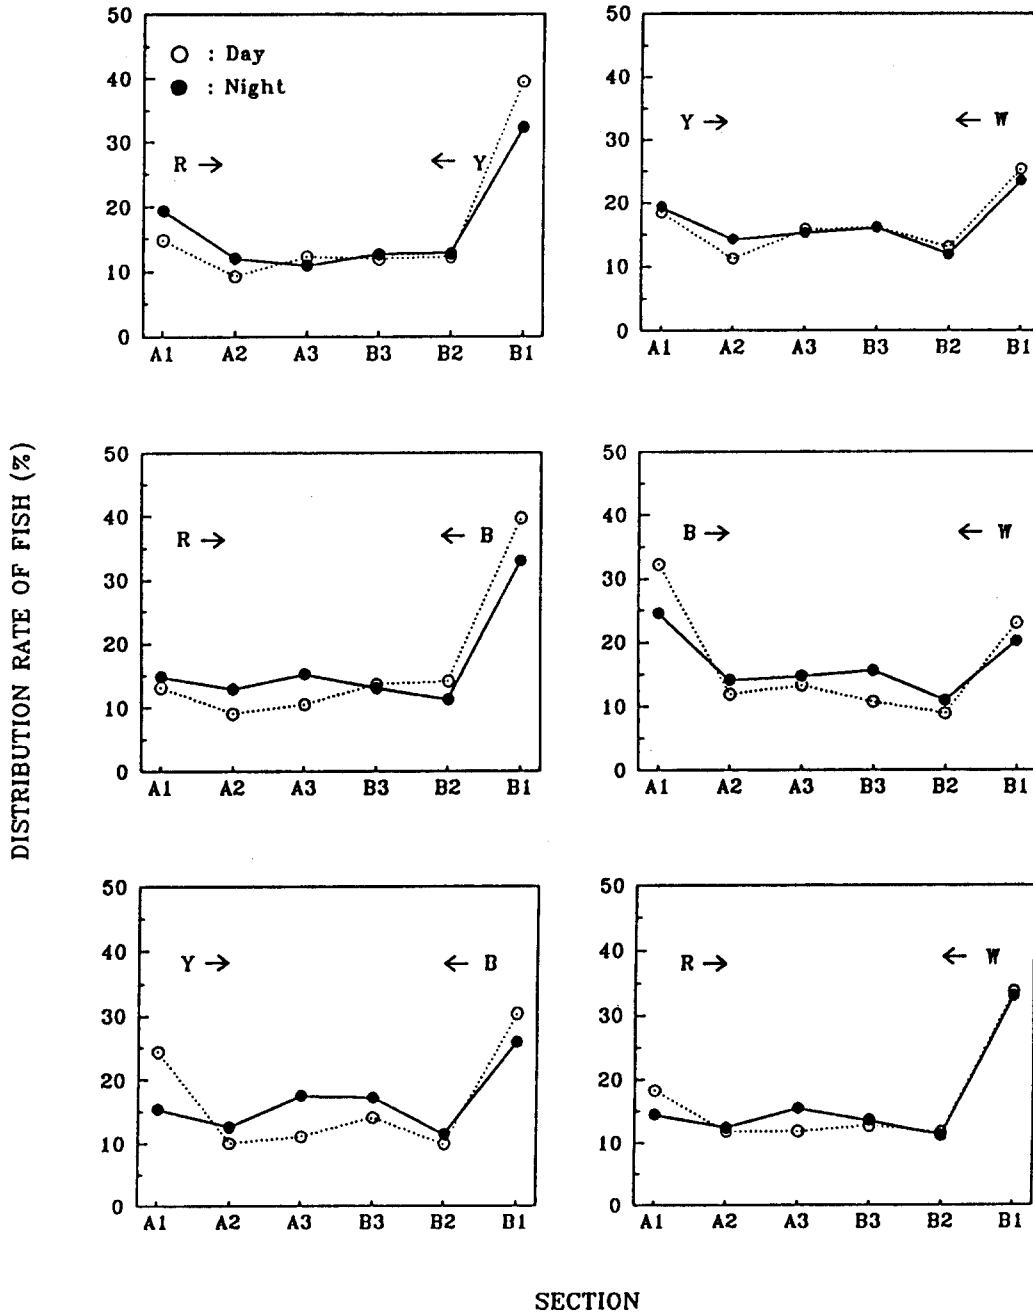 50
40
30
20
10
0
○ : Day
● : Night
R → ← Y
A1 A2 A3 B3 B2 B1
50
40
30
20
10
0
Y → ← W
A1 A2 A3 B3 B2 B1
DISTRIBUTION RATE OF FISH (%)
50
40
30
20
10
0
R → ← B
A1 A2 A3 B3 B2 B1
50
40
30
20
10
0
B → ← W
A1 A2 A3 B3 B2 B1
50
40
30
20
10
0
Y → ← B
A1 A2 A3 B3 B2 B1
50
40
30
20
10
0
R → ← W
A1 A2 A3 B3 B2 B1
SECTION